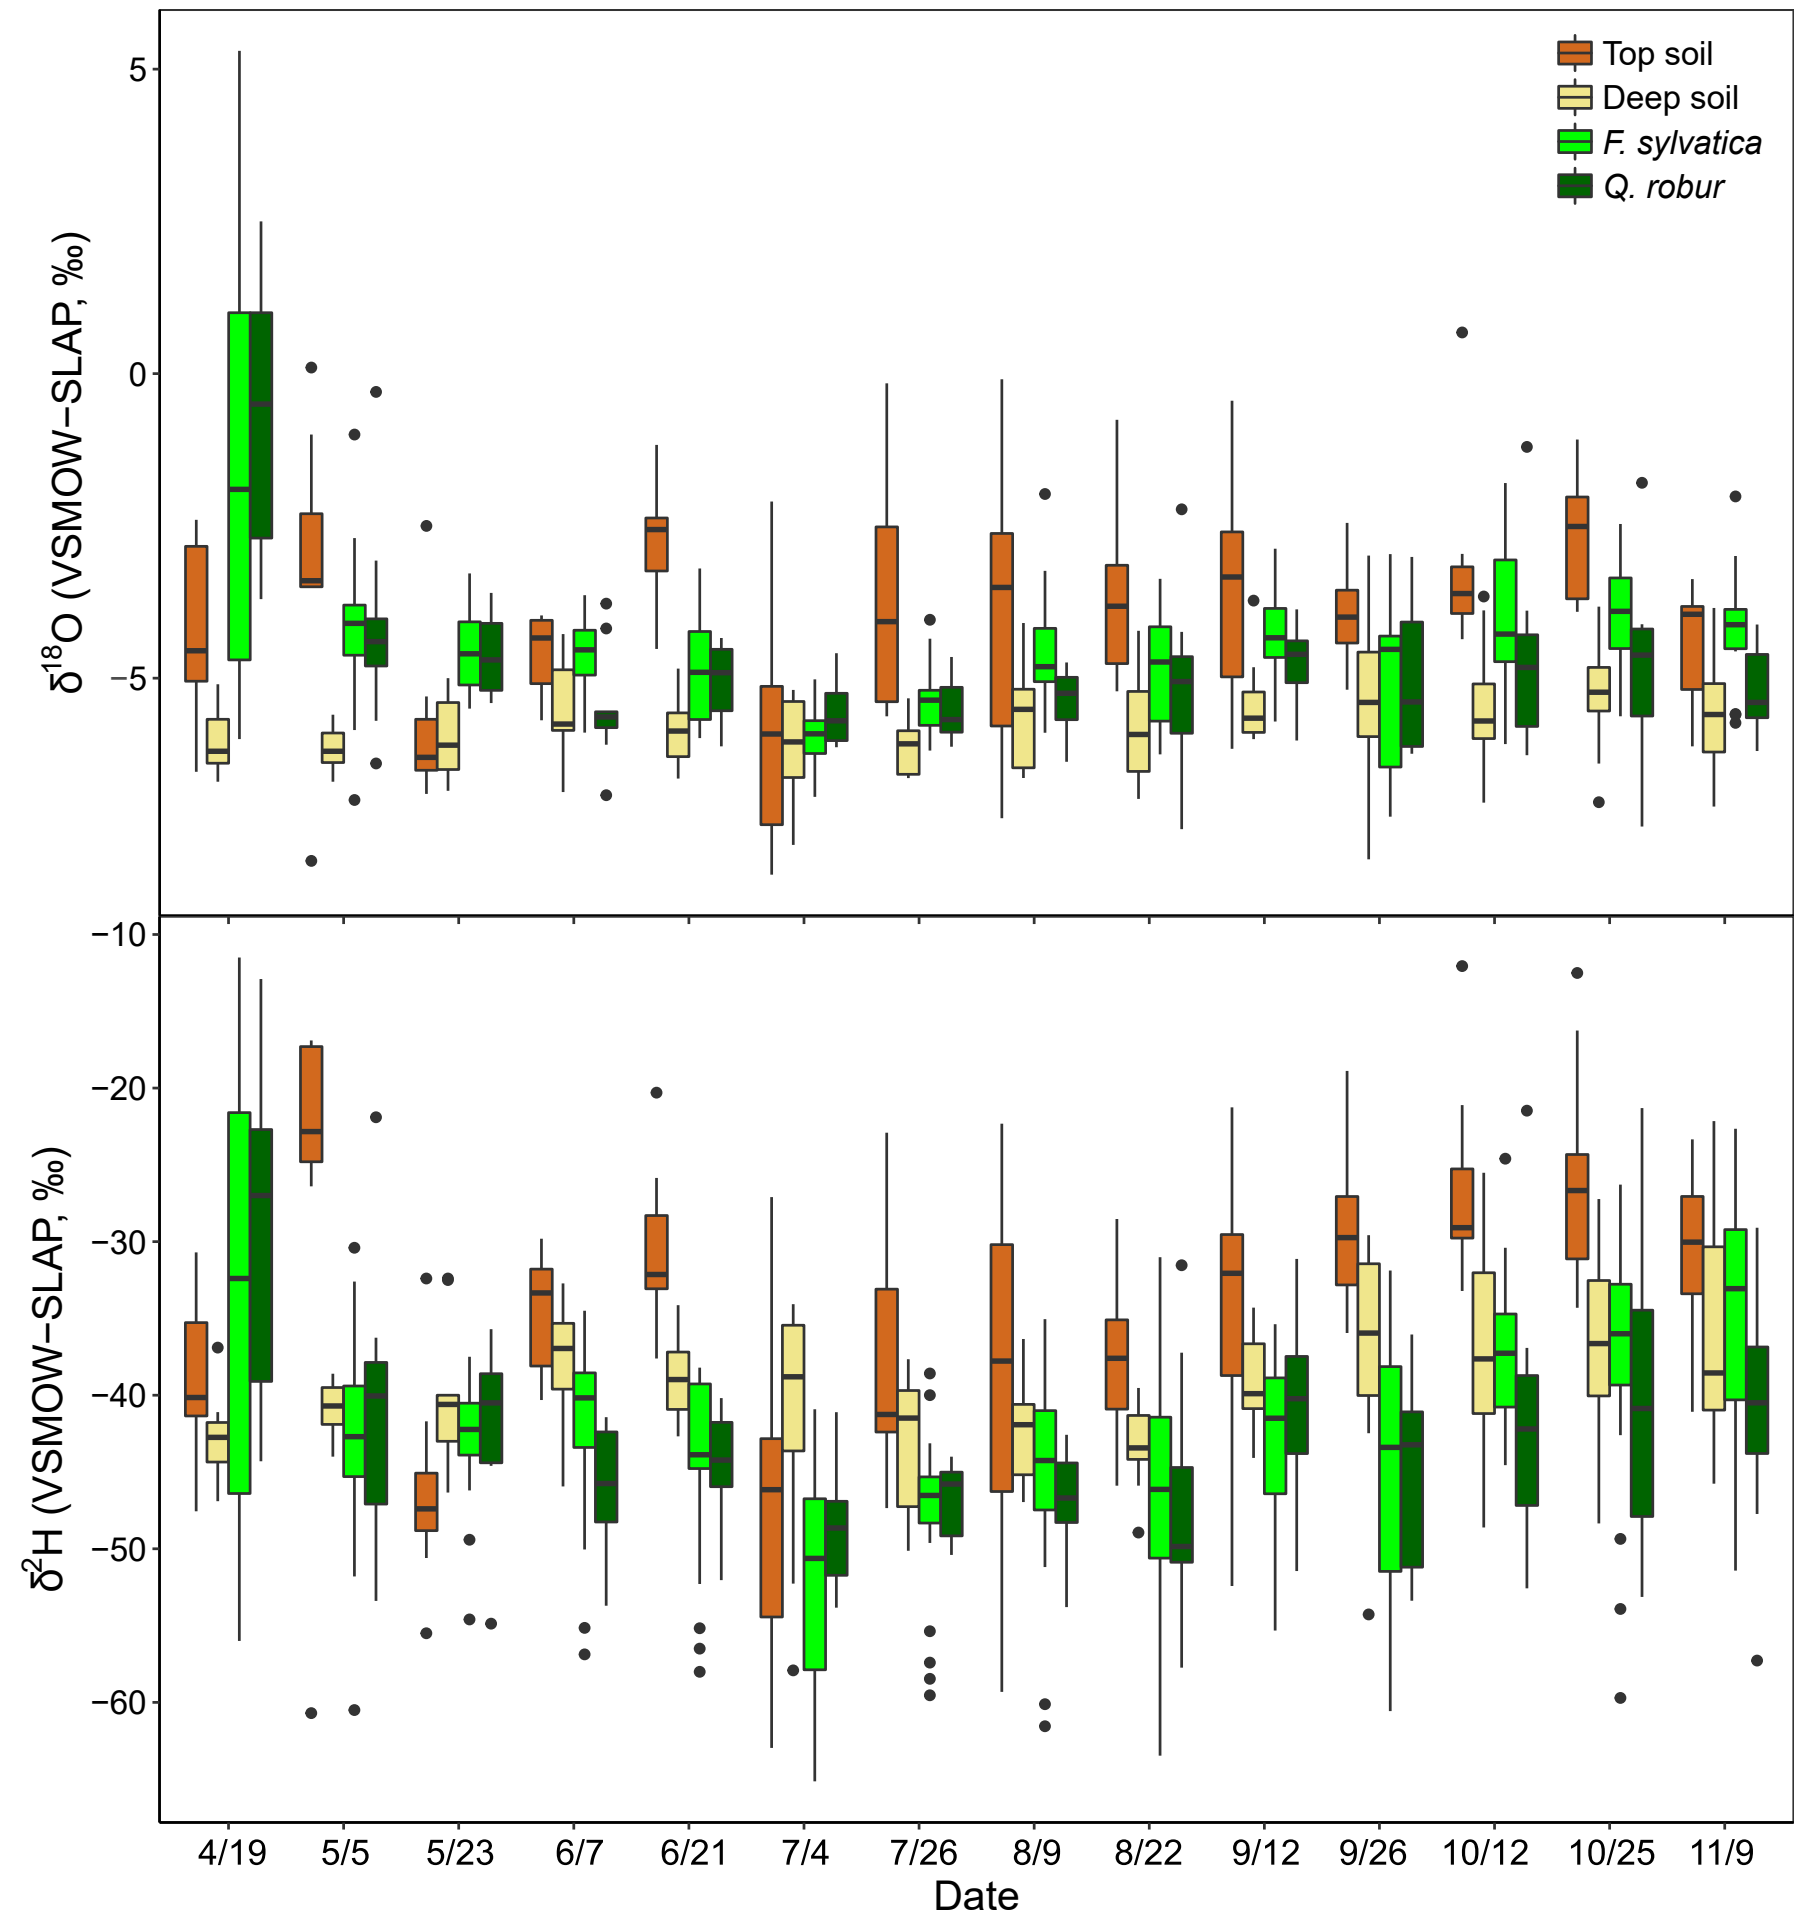 Top soil
Deep soil
F. sylvatica
Q. robur
5
0
−5
δ¹⁸O (VSMOW−SLAP, ‰)
−10
−20
−30
−40
−50
−60
δ²H (VSMOW−SLAP, ‰)
4/19 5/5 5/23 6/7 6/21 7/4 7/26 8/9 8/22 9/12 9/26 10/12 10/25 11/9
Date